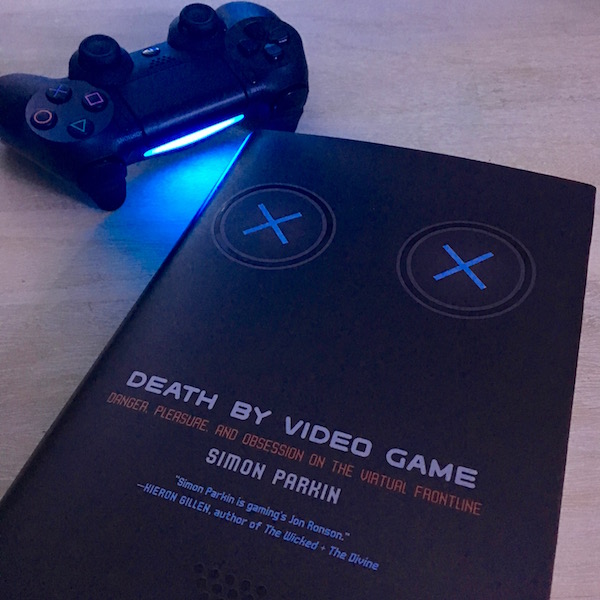 DEATH BY VIDEO GAME
DANGER, PLEASURE, AND OBSESSION ON THE VIRTUAL FRONTLINE
SIMON PARKIN
"Simon Parkin is gaming's Jon Ronson."
—KIERON GILLEN, author of The Wicked + The Divine